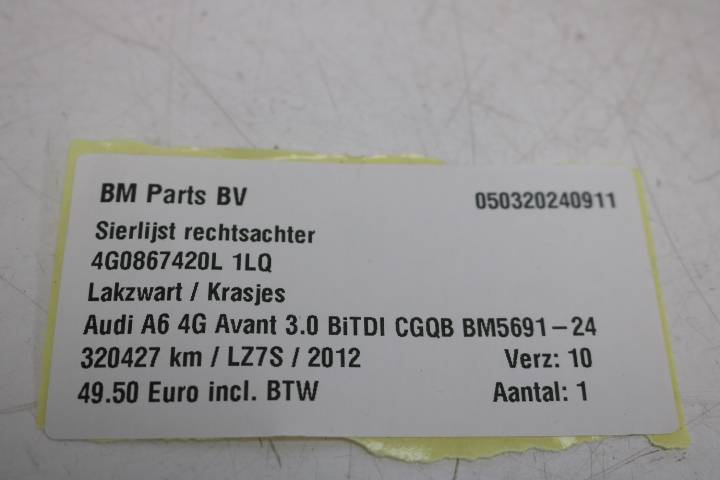 BM Parts BV 050320240911
Sierlijst rechtsachter
4G0867420L 1LQ
Lakzwart / Krasjes
Audi A6 4G Avant 3.0 BiTDI CGQB BM5691-24
320427 km / LZ7S / 2012 Verz: 10
49.50 Euro incl. BTW Aantal: 1